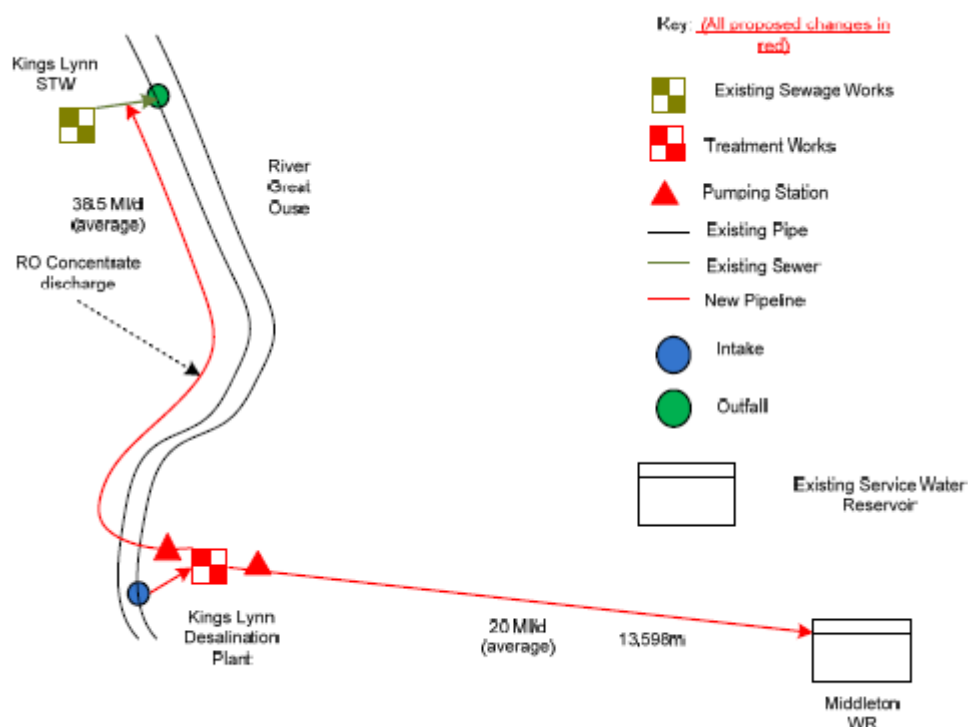 Key: (All proposed changes in
red)
Kings Lynn
STW
Existing Sewage Works
Treatment Works
River
Great
Ouse
Pumping Station
38.5 Ml/d
(average)
Existing Pipe
RO Concentrate
discharge
Existing Sewer
New Pipeline
Intake
Outfall
Existing Service Water
Reservoir
Kings Lynn
Desalination
Plant
20 Ml/d
(average)
13,598m
Middleton
WR